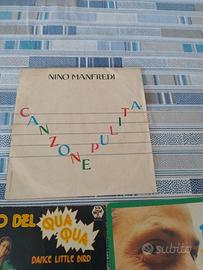 NINO MANFREDI
CANZONE PULITA
O DEL QUA QUA
DANCE LITTLE BIRD
subito